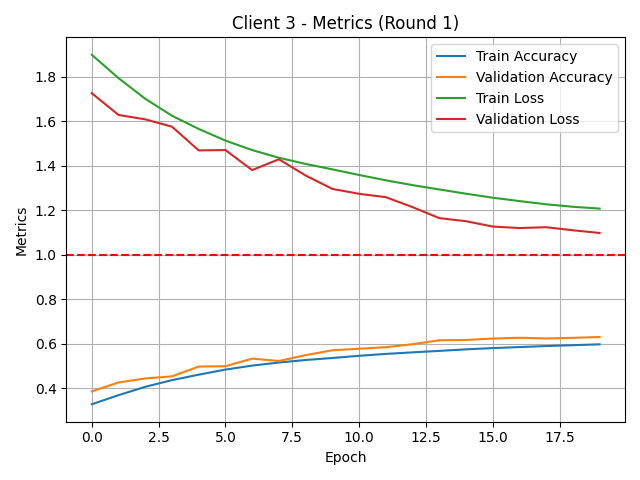 Client 3 - Metrics (Round 1)
Train Accuracy
Validation Accuracy
Train Loss
Validation Loss
Metrics
1.8
1.6
1.4
1.2
1.0
0.8
0.6
0.4
0.0 2.5 5.0 7.5 10.0 12.5 15.0 17.5
Epoch